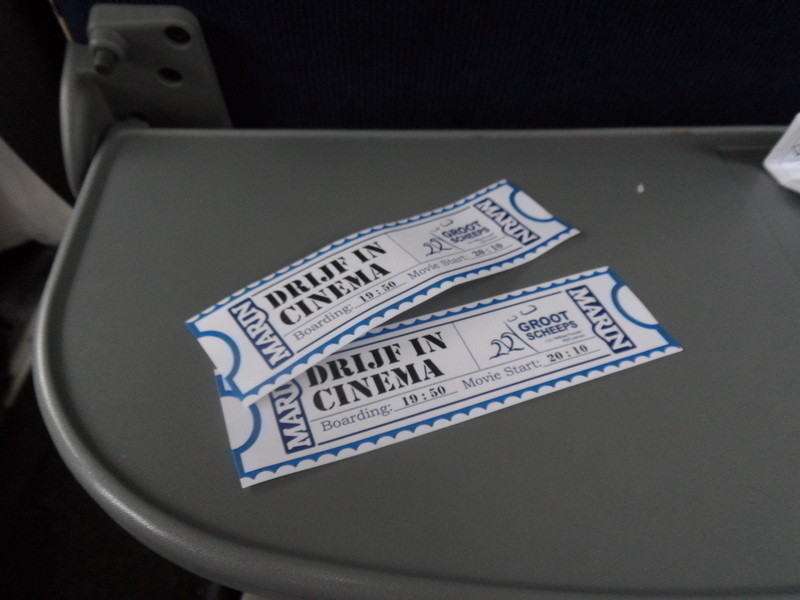 MARIN
DRIJF IN
CINEMA
GROOT
SCHEEPS
MARIN
Boarding: 19:50 Movie Start: 20:10
MARIN
DRIJF IN
CINEMA
GROOT
SCHEEPS
MARIN
Boarding: 19:50 Movie Start: 20:10